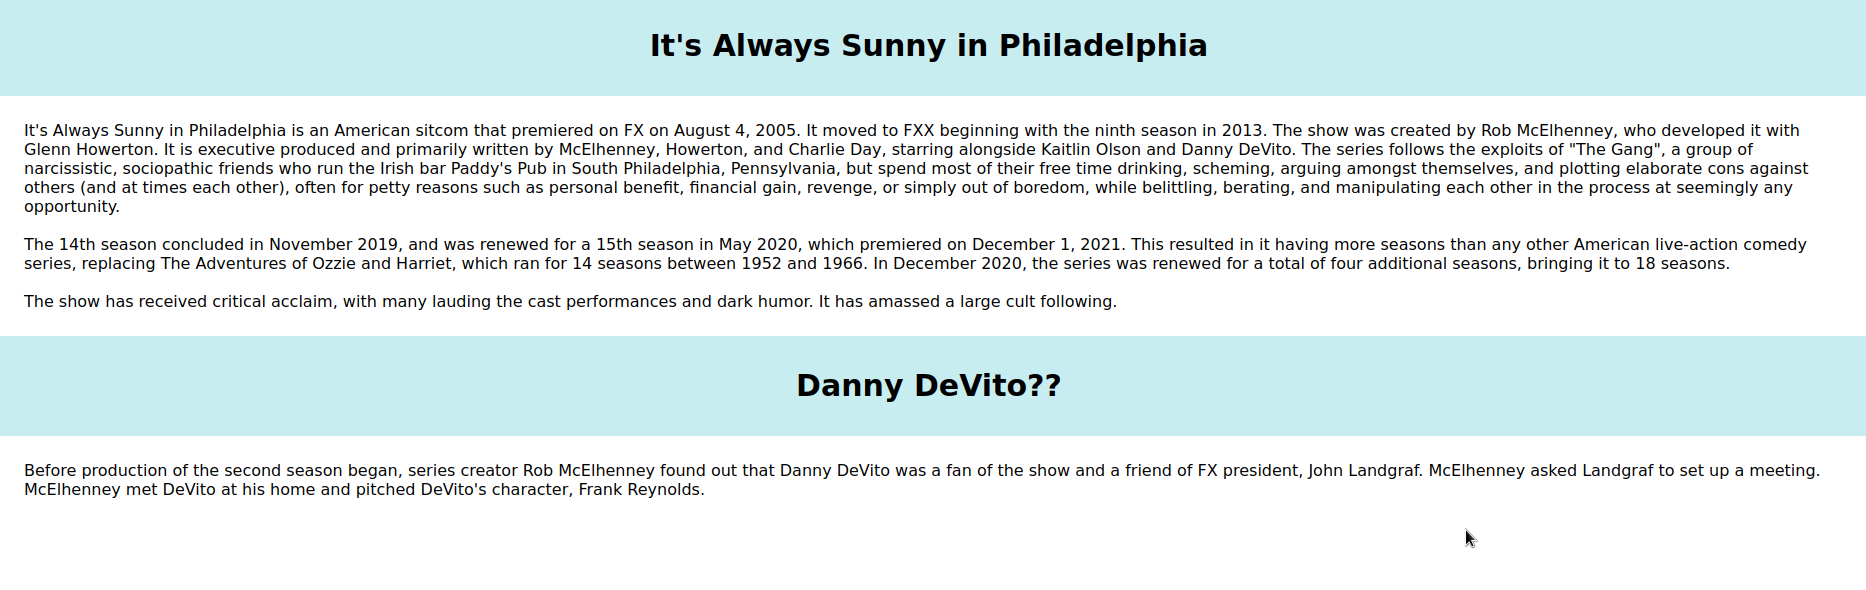 It's Always Sunny in Philadelphia
It's Always Sunny in Philadelphia is an American sitcom that premiered on FX on August 4, 2005. It moved to FXX beginning with the ninth season in 2013. The show was created by Rob McElhenney, who developed it with
Glenn Howerton. It is executive produced and primarily written by McElhenney, Howerton, and Charlie Day, starring alongside Kaitlin Olson and Danny DeVito. The series follows the exploits of "The Gang", a group of
narcissistic, sociopathic friends who run the Irish bar Paddy's Pub in South Philadelphia, Pennsylvania, but spend most of their free time drinking, scheming, arguing amongst themselves, and plotting elaborate cons against
others (and at times each other), often for petty reasons such as personal benefit, financial gain, revenge, or simply out of boredom, while belittling, berating, and manipulating each other in the process at seemingly any
opportunity.
The 14th season concluded in November 2019, and was renewed for a 15th season in May 2020, which premiered on December 1, 2021. This resulted in it having more seasons than any other American live-action comedy
series, replacing The Adventures of Ozzie and Harriet, which ran for 14 seasons between 1952 and 1966. In December 2020, the series was renewed for a total of four additional seasons, bringing it to 18 seasons.
The show has received critical acclaim, with many lauding the cast performances and dark humor. It has amassed a large cult following.
Danny DeVito??
Before production of the second season began, series creator Rob McElhenney found out that Danny DeVito was a fan of the show and a friend of FX president, John Landgraf. McElhenney asked Landgraf to set up a meeting.
McElhenney met DeVito at his home and pitched DeVito's character, Frank Reynolds.